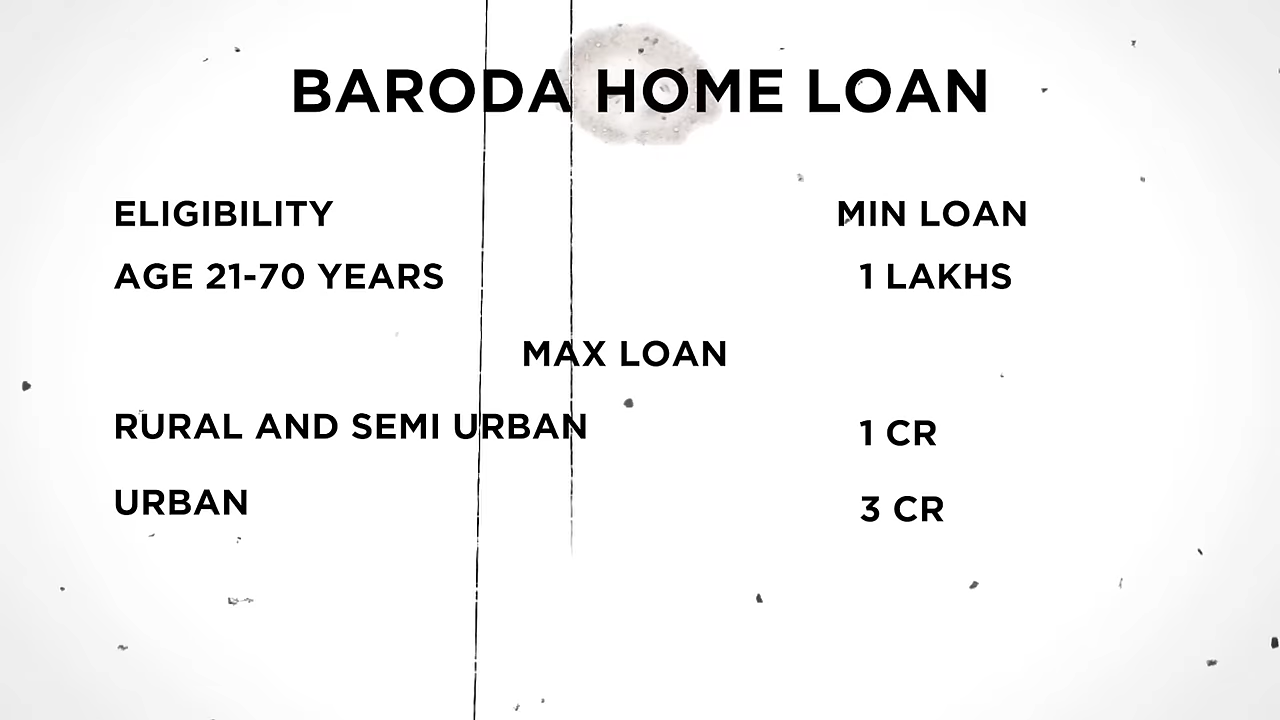 BARODA HOME LOAN
ELIGIBILITY MIN LOAN
AGE 21-70 YEARS 1 LAKHS
MAX LOAN
RURAL AND SEMI URBAN 1 CR
URBAN 3 CR